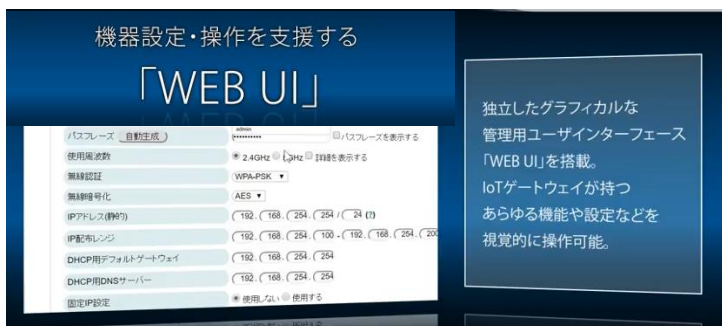 機器設定・操作を支援する
「WEB UI」
admin
パスフレーズ 自動生成 ********** パスフレーズを表示する
使用周波数 2.4GHz GHz 詳細を表示する
無線認証 WPA-PSK
無線暗号化 AES
IPアドレス(静的) 192. 168. 254. 254 / 24 (?)
IP配布レンジ 192. 168. 254. 100 - 192. 168. 254. 200
DHCP用デフォルトゲートウェイ 192. 168. 254. 254
DHCP用DNSサーバー 192. 168. 254. 254
固定IP設定 使用しない 使用する
独立したグラフィカルな
管理用ユーザインターフェース
「WEB UI」を搭載。
IoTゲートウェイが持つ
あらゆる機能や設定などを
視覚的に操作可能。